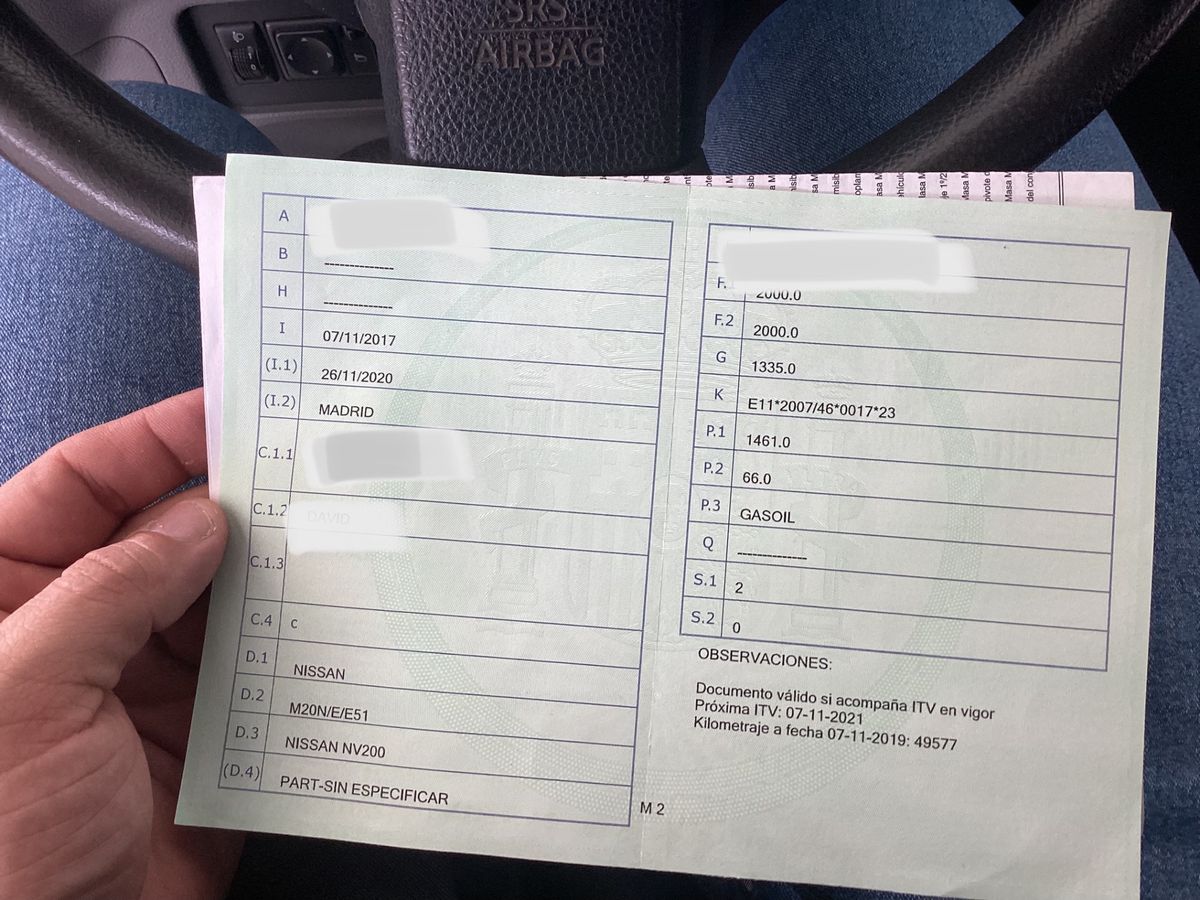 SRS
AIRBAG
A
B --------------
H --------------
I 07/11/2017
(I.1) 26/11/2020
(I.2) MADRID
C.1.1
C.1.2 DAVID
C.1.3
C.4 C
D.1 NISSAN
D.2 M20N/E/E51
D.3 NISSAN NV200
(D.4) PART-SIN ESPECIFICAR
F. 2000.0
F.2 2000.0
G 1335.0
K E11*2007/46*0017*23
P.1 1461.0
P.2 66.0
P.3 GASOIL
Q --------------
S.1 2
S.2 0
OBSERVACIONES:
Documento válido si acompaña ITV en vigor
Próxima ITV: 07-11-2021
Kilometraje a fecha 07-11-2019: 49577
M 2